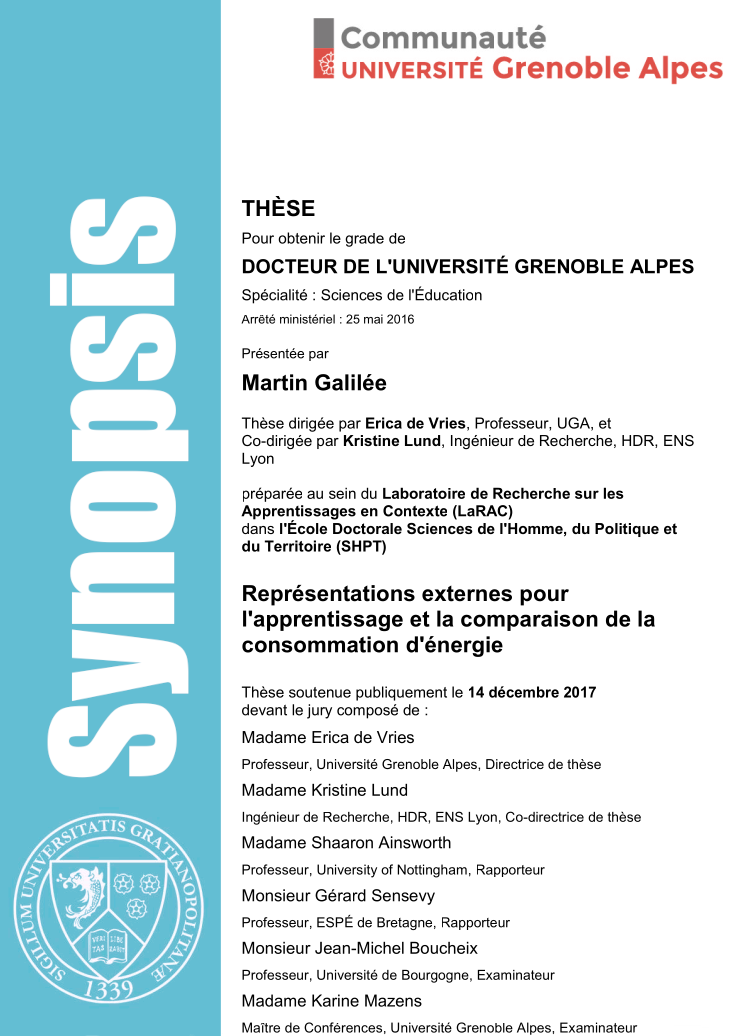 Communauté
UNIVERSITÉ Grenoble Alpes
Synopsis
THÈSE
Pour obtenir le grade de
DOCTEUR DE L'UNIVERSITÉ GRENOBLE ALPES
Spécialité : Sciences de l'Éducation
Arrêté ministériel : 25 mai 2016
Présentée par
Martin Galilée
Thèse dirigée par Erica de Vries, Professeur, UGA, et
Co-dirigée par Kristine Lund, Ingénieur de Recherche, HDR, ENS
Lyon
préparée au sein du Laboratoire de Recherche sur les
Apprentissages en Contexte (LaRAC)
dans l'École Doctorale Sciences de l'Homme, du Politique et
du Territoire (SHPT)
Représentations externes pour
l'apprentissage et la comparaison de la
consommation d'énergie
Thèse soutenue publiquement le 14 décembre 2017
devant le jury composé de :
Madame Erica de Vries
Professeur, Université Grenoble Alpes, Directrice de thèse
Madame Kristine Lund
Ingénieur de Recherche, HDR, ENS Lyon, Co-directrice de thèse
Madame Shaaron Ainsworth
Professeur, University of Nottingham, Rapporteur
Monsieur Gérard Sensevy
Professeur, ESPÉ de Bretagne, Rapporteur
Monsieur Jean-Michel Boucheix
Professeur, Université de Bourgogne, Examinateur
Madame Karine Mazens
Maître de Conférences, Université Grenoble Alpes, Examinateur
SIGILLUM UNIVERSITATIS GRATIANOPOLITANÆ
VERI LIBE
TAS RABIT
1339